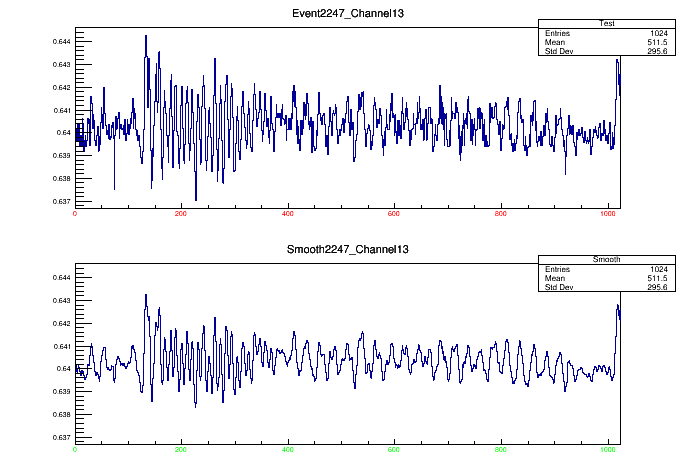 Event2247_Channel13
Test
Entries 1024
Mean 511.5
Std Dev 295.6
0.644
0.643
0.642
0.641
0.64
0.639
0.638
0.637
0 200 400 600 800 1000
Smooth2247_Channel13
Smooth
Entries 1024
Mean 511.5
Std Dev 295.6
0.644
0.643
0.642
0.641
0.64
0.639
0.638
0.637
0 200 400 600 800 1000